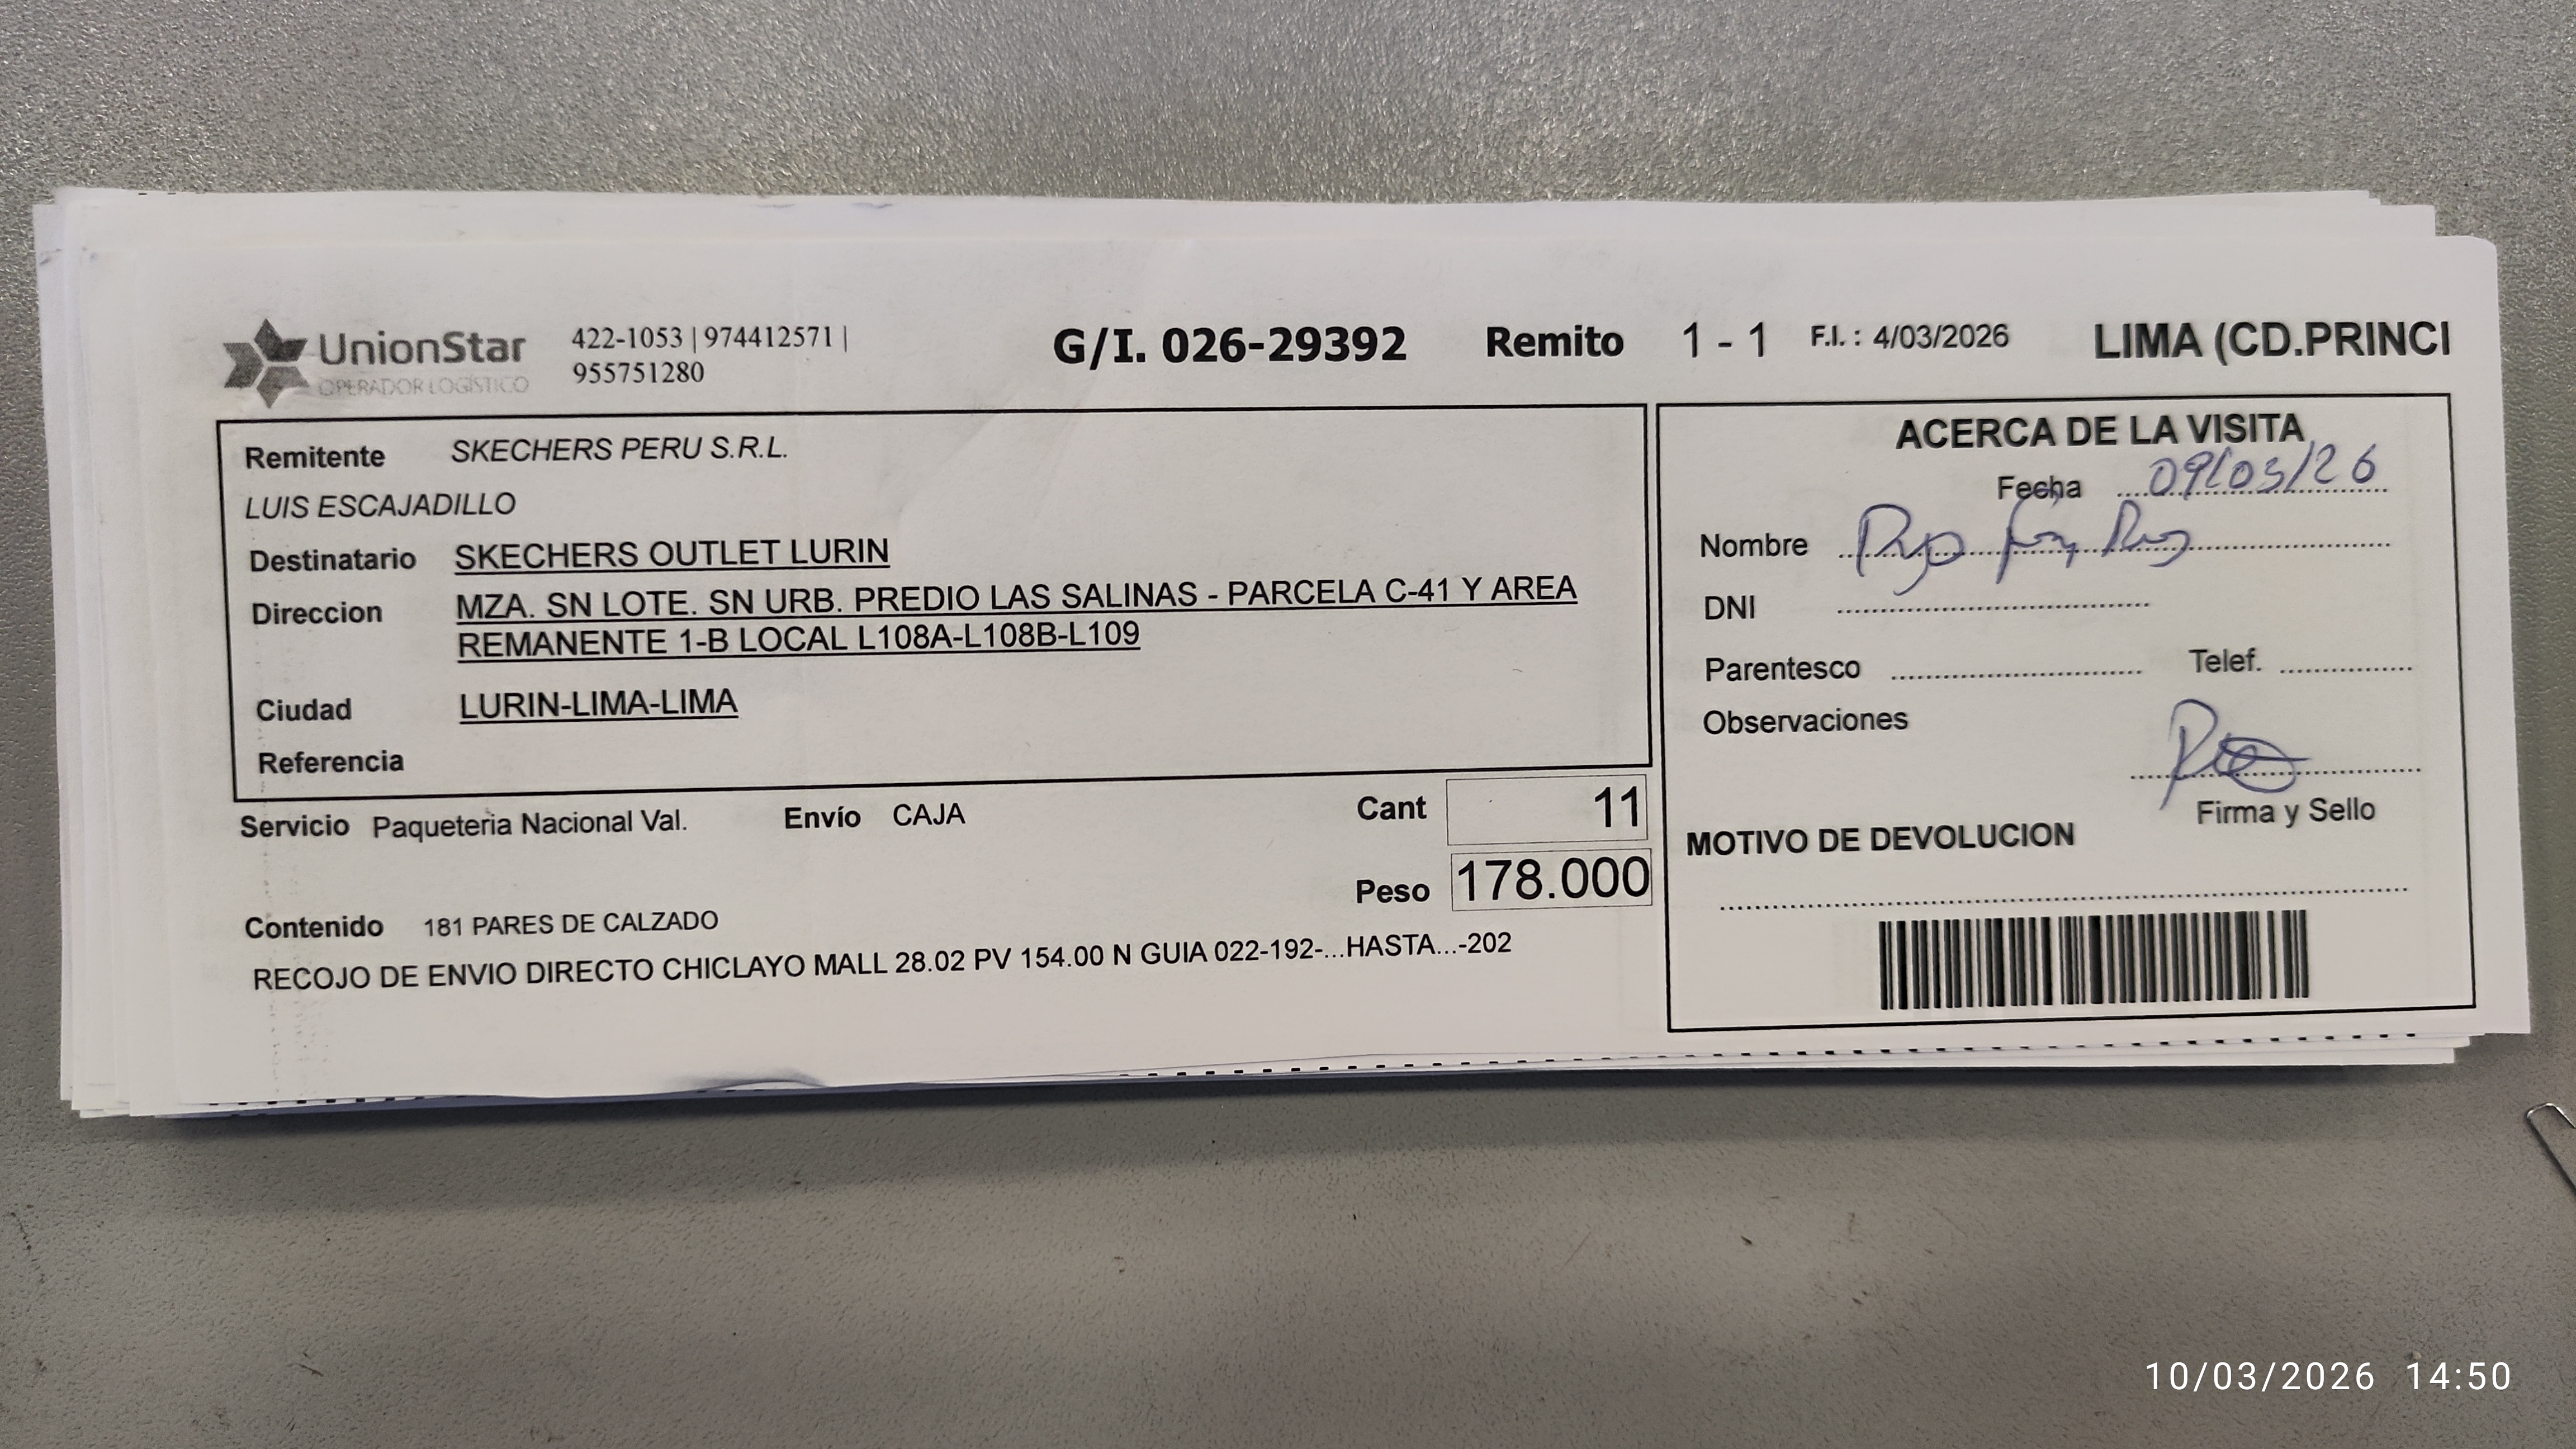 UnionStar
OPERADOR LOGÍSTICO
422-1053 | 974412571 |
955751280
G/I. 026-29392 Remito 1 - 1 F.I. : 4/03/2026 LIMA (CD.PRINCI
Remitente SKECHERS PERU S.R.L.
LUIS ESCAJADILLO
Destinatario SKECHERS OUTLET LURIN
Direccion MZA. SN LOTE. SN URB. PREDIO LAS SALINAS - PARCELA C-41 Y AREA
REMANENTE 1-B LOCAL L108A-L108B-L109
Ciudad LURIN-LIMA-LIMA
Referencia
Servicio Paqueteria Nacional Val. Envío CAJA
Cant 11
Peso 178.000
Contenido 181 PARES DE CALZADO
RECOJO DE ENVIO DIRECTO CHICLAYO MALL 28.02 PV 154.00 N GUIA 022-192-...HASTA...-202
ACERCA DE LA VISITA
Fecha 09/03/26
Nombre
DNI
Parentesco Telef.
Observaciones
Firma y Sello
MOTIVO DE DEVOLUCION
10/03/2026 14:50